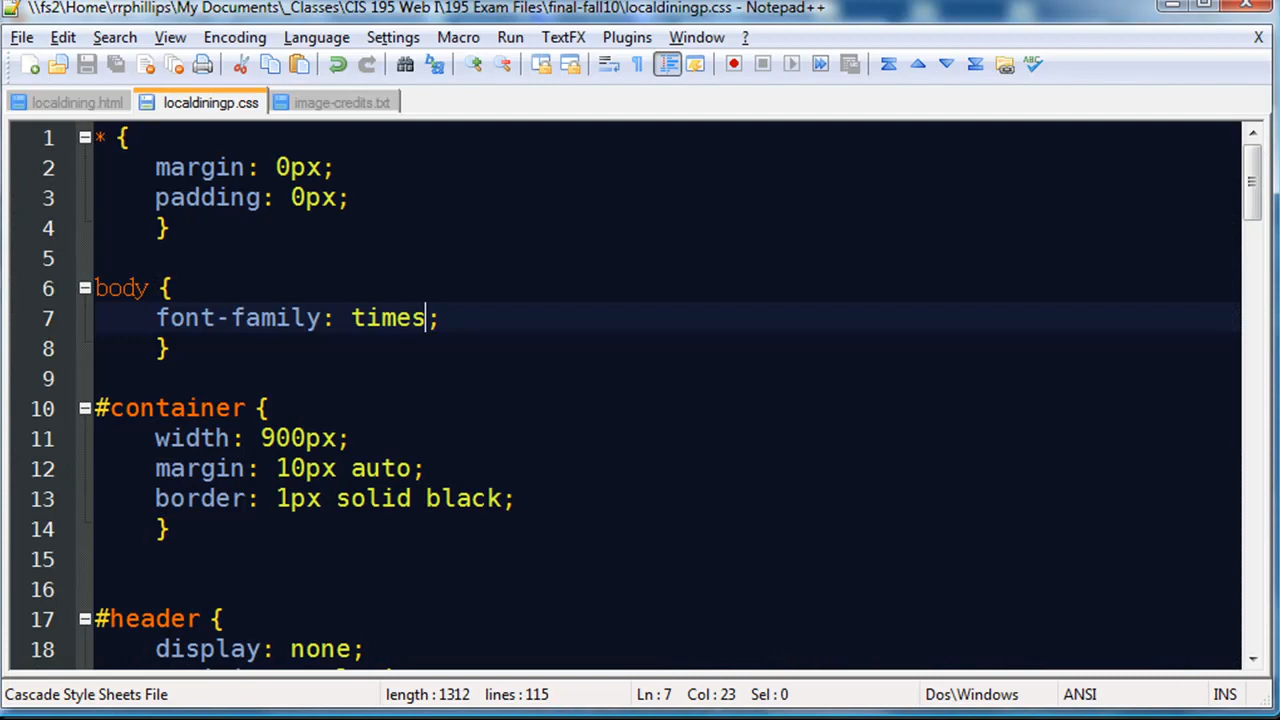 \\fs2\Home\rrphillips\My Documents\_Classes\CIS 195 Web I\195 Exam Files\final-fall10\localdiningp.css - Notepad++
File Edit Search View Encoding Language Settings Macro Run TextFX Plugins Window ? X
localdining.html localdiningp.css image-credits.txt
1 * {
2 margin: 0px;
3 padding: 0px;
4 }
5
6 body {
7 font-family: times;
8 }
9
10 #container {
11 width: 900px;
12 margin: 10px auto;
13 border: 1px solid black;
14 }
15
16
17 #header {
18 display: none;
Cascade Style Sheets File length : 1312 lines : 115 Ln : 7 Col : 23 Sel : 0 Dos\Windows ANSI INS